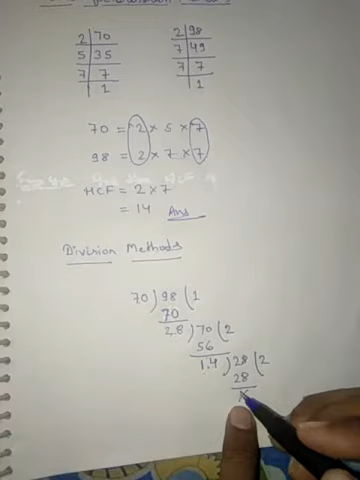 2 | 70
5 | 35
7 | 7
1
2 | 98
7 | 49
7 | 7
1
70 = 2 × 5 × 7
98 = 2 × 7 × 7
HCF = 2 × 7
= 14 Ans
Division Methods
70 ) 98 ( 1
70
28 ) 70 ( 2
56
14 ) 28 ( 2
28
×